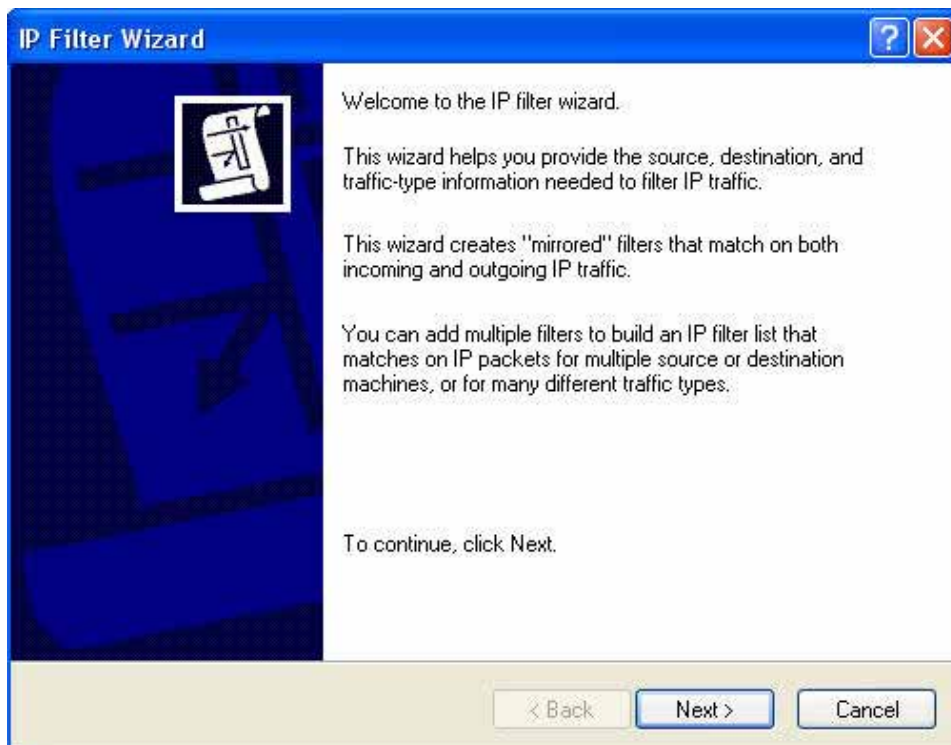 IP Filter Wizard
?
Welcome to the IP filter wizard.
This wizard helps you provide the source, destination, and
traffic-type information needed to filter IP traffic.
This wizard creates "mirrored" filters that match on both
incoming and outgoing IP traffic.
You can add multiple filters to build an IP filter list that
matches on IP packets for multiple source or destination
machines, or for many different traffic types.
To continue, click Next.
< Back
Next >
Cancel